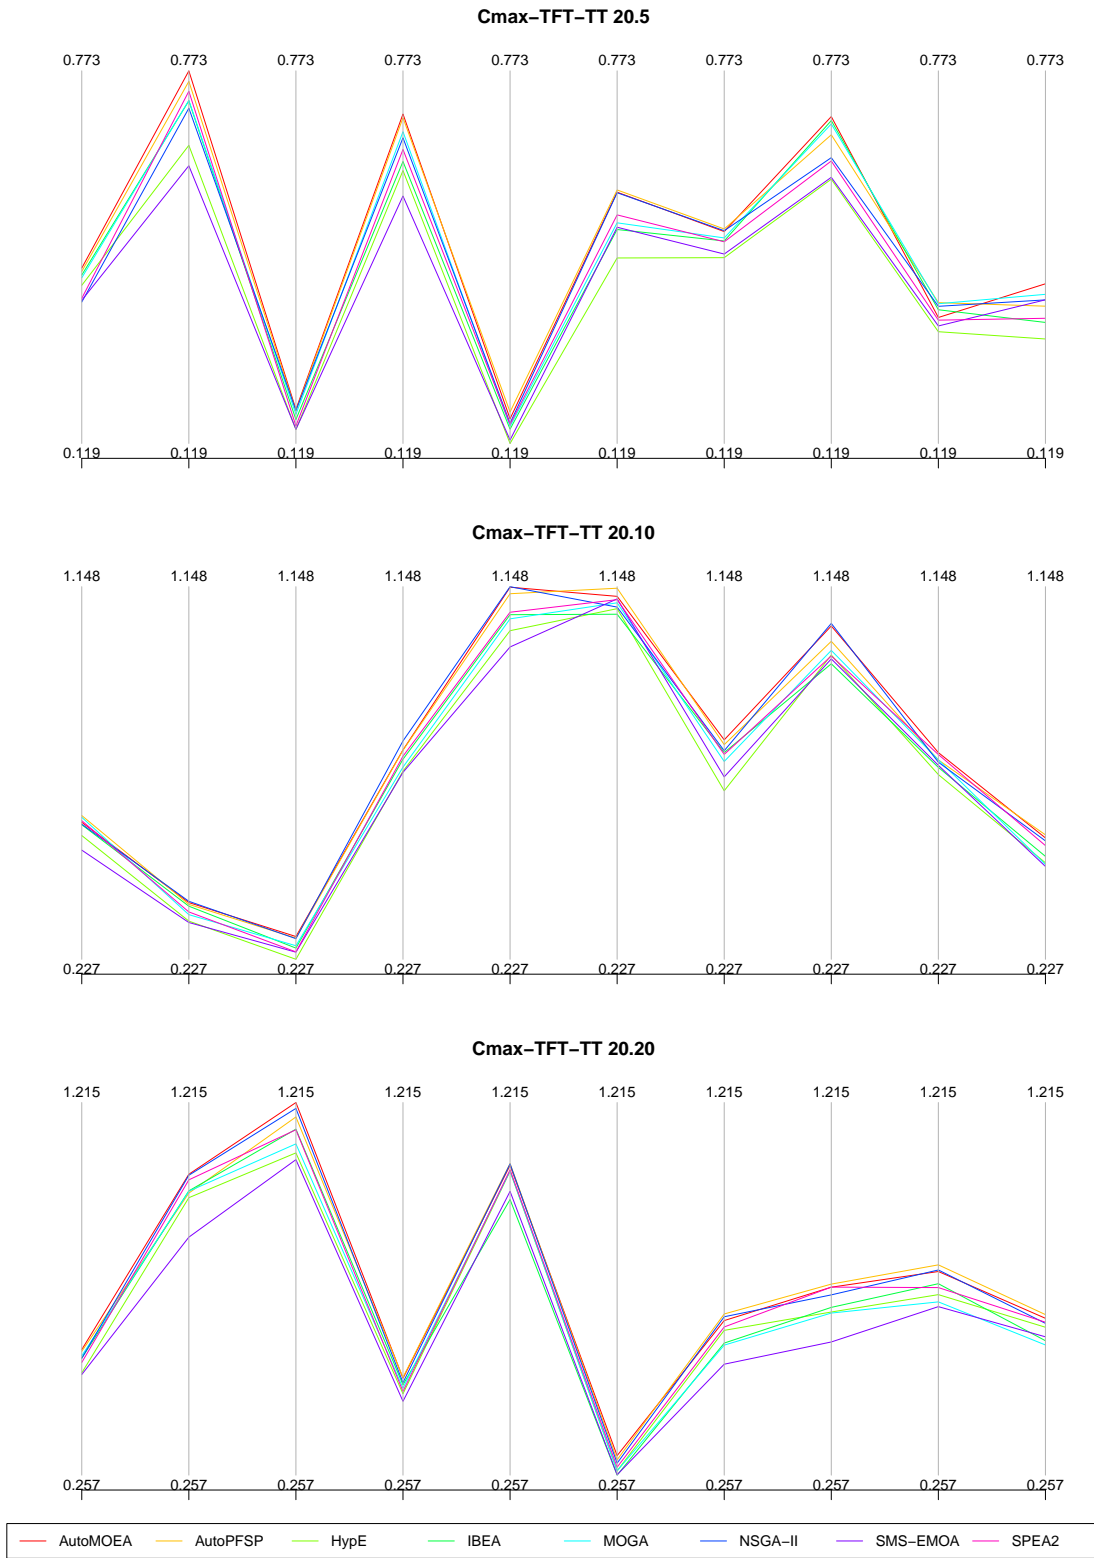 Cmax−TFT−TT 20.5
0.773 0.773 0.773 0.773 0.773 0.773 0.773 0.773 0.773 0.773
0.119 0.119 0.119 0.119 0.119 0.119 0.119 0.119 0.119 0.119
Cmax−TFT−TT 20.10
1.148 1.148 1.148 1.148 1.148 1.148 1.148 1.148 1.148 1.148
0.227 0.227 0.227 0.227 0.227 0.227 0.227 0.227 0.227 0.227
Cmax−TFT−TT 20.20
1.215 1.215 1.215 1.215 1.215 1.215 1.215 1.215 1.215 1.215
0.257 0.257 0.257 0.257 0.257 0.257 0.257 0.257 0.257 0.257
AutoMOEA AutoPFSP HypE IBEA MOGA NSGA−II SMS−EMOA SPEA2